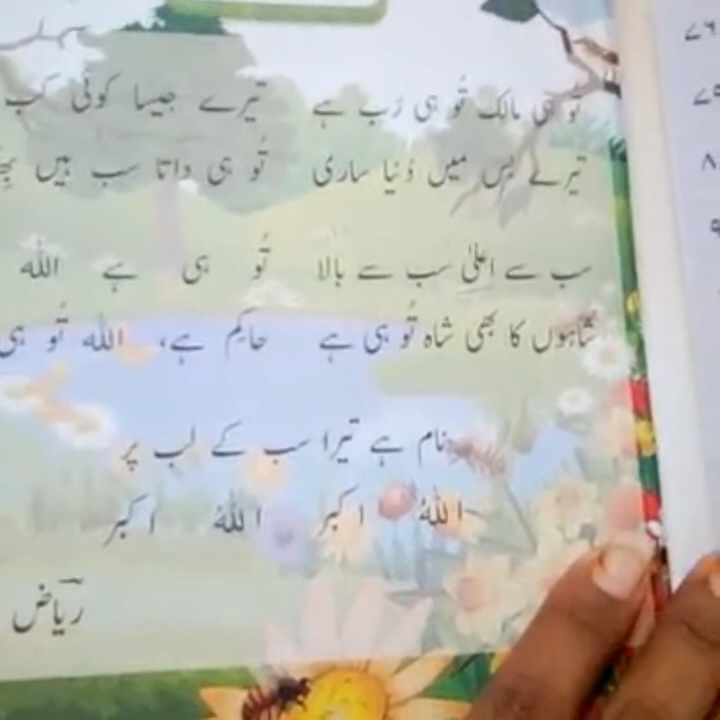 تُو ہی مالک تُو ہی رَب ہے تیرے جیسا کوئی کب
تیرے بس میں دُنیا ساری تُو ہی داتا سب ہیں
سب سے اعلیٰ سب سے بالا تُو ہی ہے اللہ
شاہوں کا بھی شاہ تُو ہی ہے حاکِم ہے، اللہ تُو ہی
نام ہے تیرا سب کے لب پر
اللہُ اکبر اللہُ اکبر
ریاض